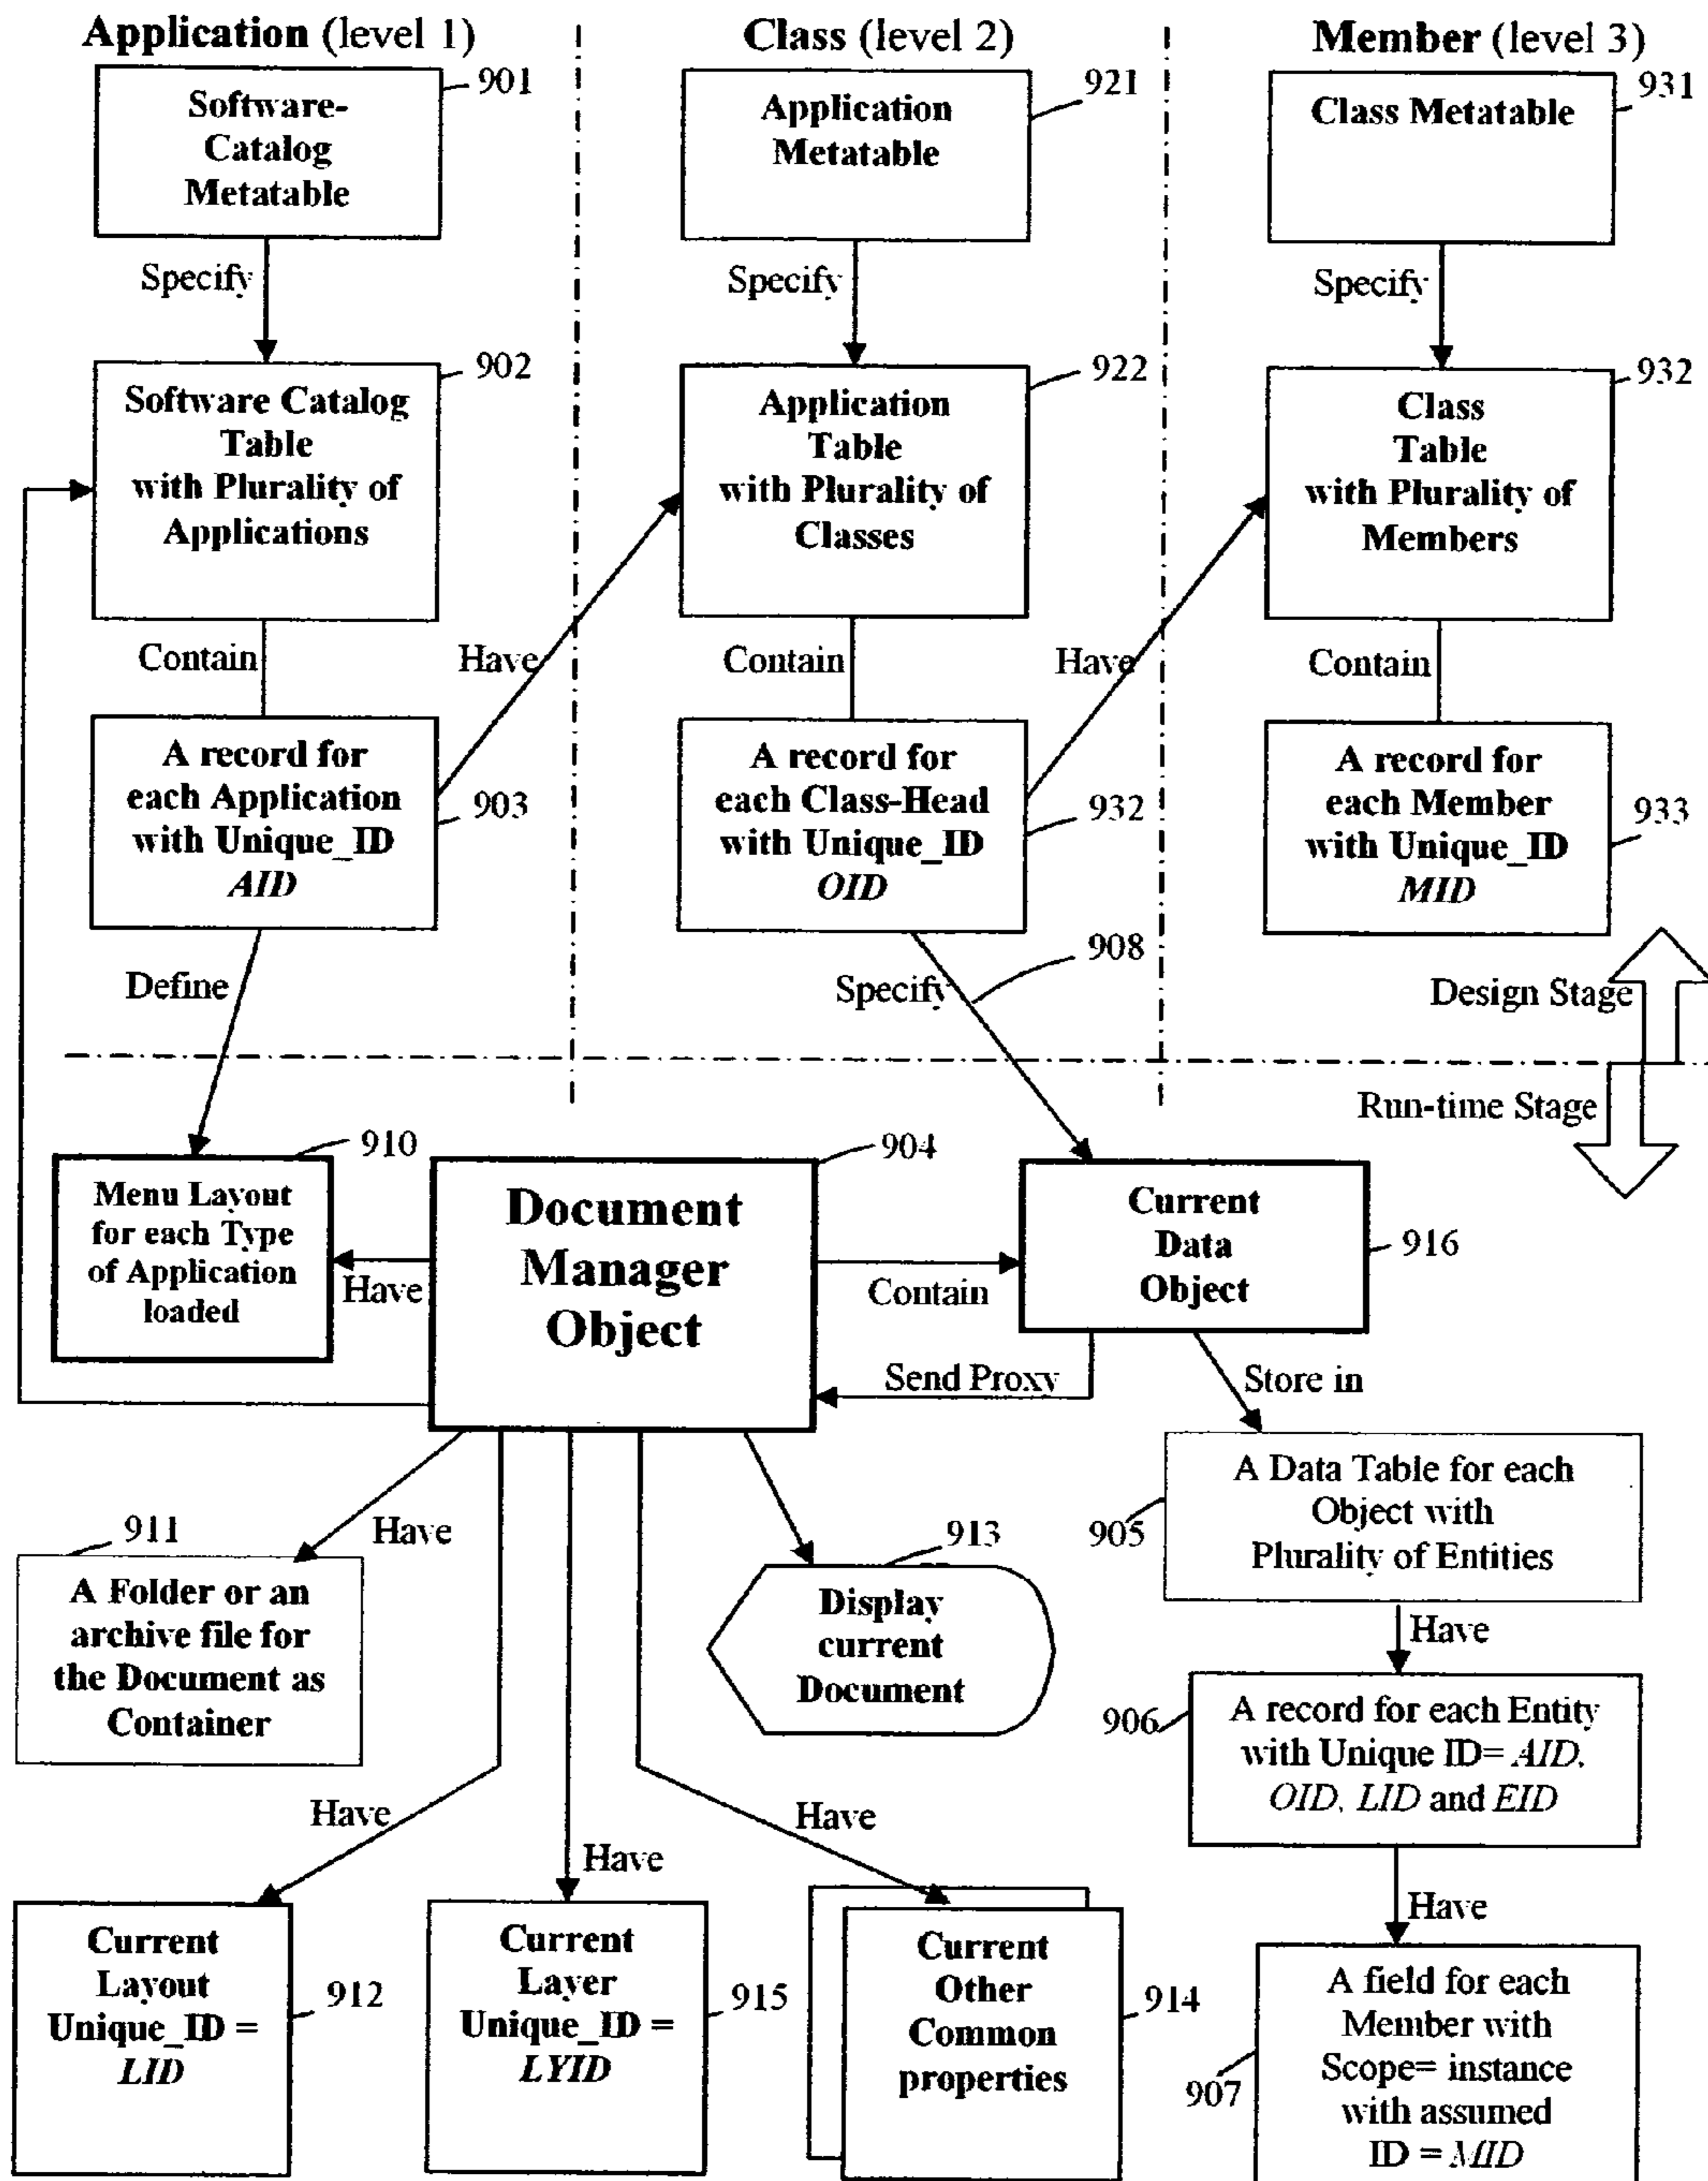 Application (level 1)
Class (level 2)
Member (level 3)
901
Software-
Catalog
Metatable
921
Application
Metatable
931
Class Metatable
Specify
Specify
Specify
902
Software Catalog
Table
with Plurality of
Applications
922
Application
Table
with Plurality of
Classes
932
Class
Table
with Plurality of
Members
Contain
Have
Contain
Have
Contain
A record for
each Application
with Unique_ID
AID
903
A record for
each Class-Head
with Unique_ID
OID
932
A record for
each Member
with Unique_ID
MID
933
Define
Specify
908
Design Stage
Run-time Stage
910
Menu Layout
for each Type
of Application
loaded
Have
904
Document
Manager
Object
Contain
Current
Data
Object
916
Send Proxy
Store in
911
Have
A Folder or an
archive file for
the Document as
Container
913
Display
current
Document
905
A Data Table for each
Object with
Plurality of Entities
Have
906
A record for each Entity
with Unique ID= AID,
OID, LID and EID
Have
Have
Have
Have
Current
Layout
Unique_ID =
LID
912
Current
Layer
Unique_ID =
LYID
915
Current
Other
Common
properties
914
907
A field for each
Member with
Scope= instance
with assumed
ID = MID